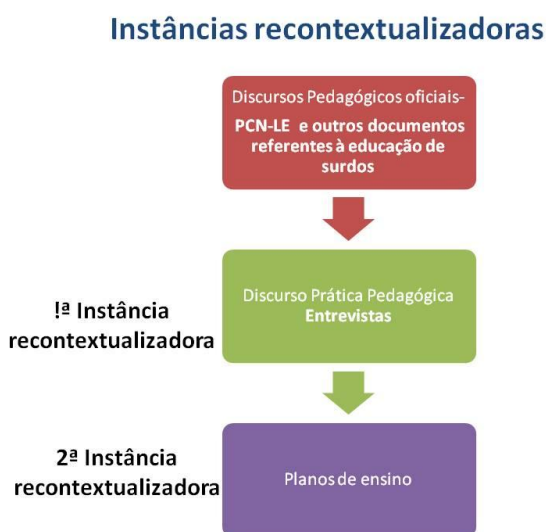 Instâncias recontextualizadoras
Discursos Pedagógicos oficiais-
PCN-LE e outros documentos
referentes à educação de
surdos
!ª Instância
recontextualizadora
Discurso Prática Pedagógica
Entrevistas
2ª Instância
recontextualizadora
Planos de ensino